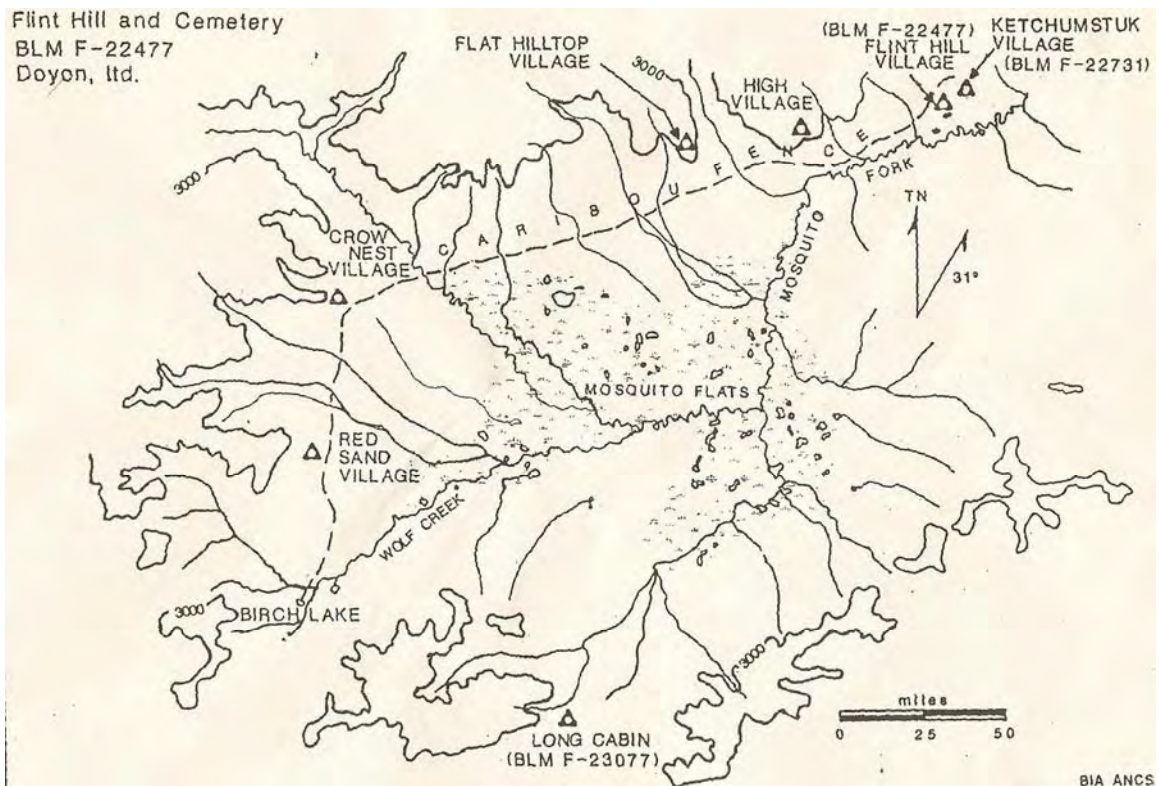 Flint Hill and Cemetery
BLM F-22477
Doyon, ltd.
FLAT HILLTOP
VILLAGE
3000
HIGH
VILLAGE
(BLM F-22477)
FLINT HILL
VILLAGE
KETCHUMSTUK
VILLAGE
(BLM F-22731)
3000
CARIBOU FENCE
MOSQUITO FORK
TN
31°
CROW
NEST
VILLAGE
MOSQUITO FLATS
RED
SAND
VILLAGE
WOLF CREEK
3000
BIRCH LAKE
3000
LONG CABIN
(BLM F-23077)
miles
0 25 50
BIA ANCS